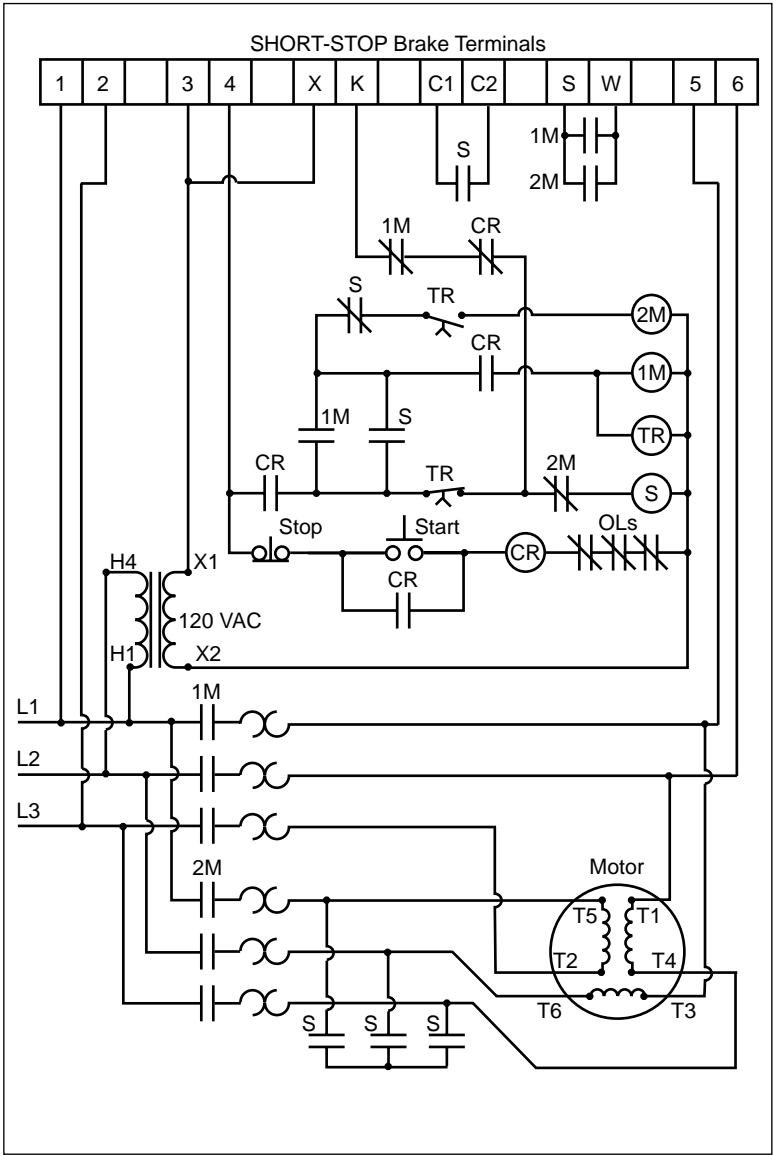 SHORT-STOP Brake Terminals
1 2 3 4 X K C1 C2 S W 5 6
S
1M
2M
1M CR
S TR 2M
CR 1M
1M S TR
CR TR 2M S
Stop Start CR OLs
CR
H4 X1
120 VAC
H1 X2
1M
L1
L2
L3
2M
Motor
T5 T1
T2 T4
T6 T3
S S S